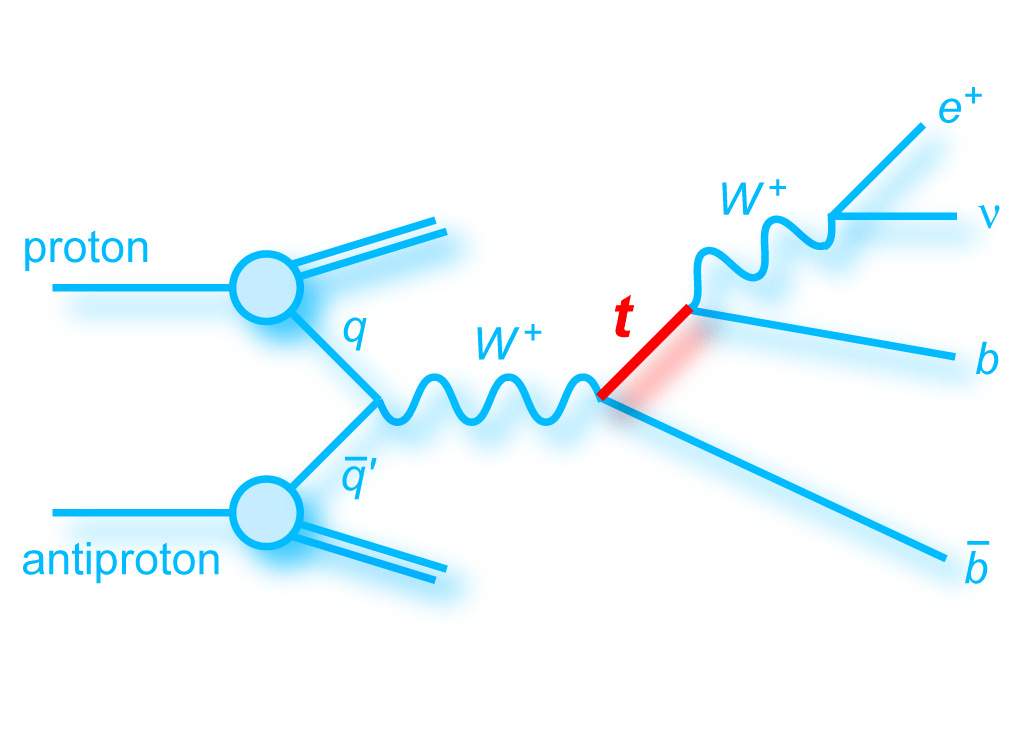 e⁺
W⁺
ν
proton
t
q
W⁺
b
q̅′
antiproton
b̅